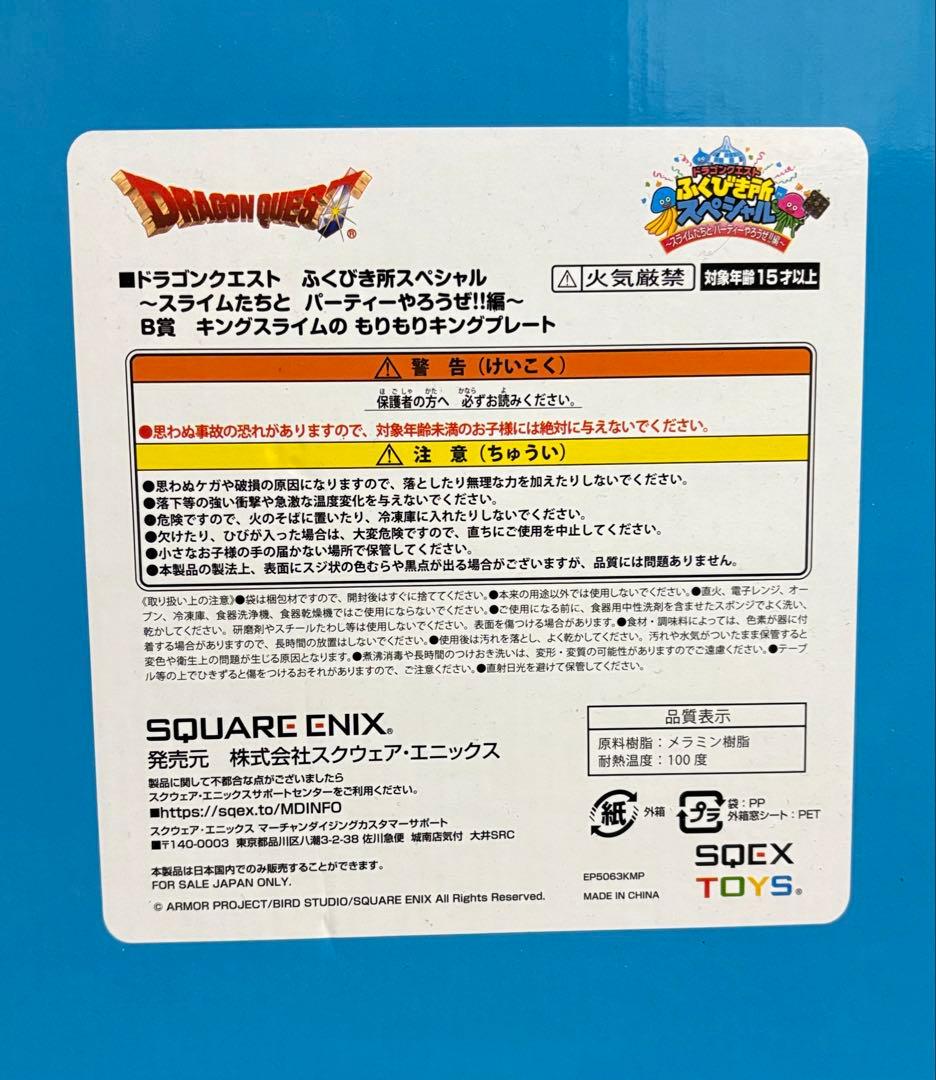 DRAGON QUEST®
ドラゴンクエスト
ふくびき所
スペシャル
～スライムたちと パーティーやろうぜ!!編～
■ドラゴンクエスト　ふくびき所スペシャル
～スライムたちと パーティーやろうぜ!!編～
B賞　キングスライムの もりもりキングプレート
⚠火気厳禁
対象年齢15才以上
⚠ 警　告（けいこく）
保護者の方へ　必ずお読みください。
●思わぬ事故の恐れがありますので、対象年齢未満のお子様には絶対に与えないでください。
⚠ 注　意（ちゅうい）
●思わぬケガや破損の原因になりますので、落としたり無理な力を加えたりしないでください。
●落下等の強い衝撃や急激な温度変化を与えないでください。
●危険ですので、火のそばに置いたり、冷凍庫に入れたりしないでください。
●欠けたり、ひびが入った場合は、大変危険ですので、直ちにご使用を中止してください。
●小さなお子様の手の届かない場所で保管してください。
●本製品の製法上、表面にスジ状の色むらや黒点が出る場合がございますが、品質には問題ありません。
《取り扱い上の注意》●袋は梱包材ですので、開封後はすぐに捨ててください。●本来の用途以外では使用しないでください。●直火、電子レンジ、オー
ブン、冷凍庫、食器洗浄機、食器乾燥機ではご使用にならないでください。●ご使用になる前に、食器用中性洗剤を含ませたスポンジでよく洗い、
乾かしてください。研磨剤やスチールたわし等は使用しないでください。表面を傷つける場合があります。●食材・調味料によっては、色素が器に付
着する場合がありますので、長時間の放置はしないでください。●使用後は汚れを落とし、よく乾かしてください。汚れや水気がついたまま保管すると
変色や衛生上の問題が生じる原因となります。●煮沸消毒や長時間のつけおき洗いは、変形・変質の可能性がありますのでご遠慮ください。●テーブ
ル等の上でひきずると傷をつけるおそれがありますので、ご注意ください。●直射日光を避けて保管してください。
SQUARE ENIX®
発売元　株式会社スクウェア・エニックス
製品に関して不都合な点がございましたら
スクウェア・エニックスサポートセンターをご利用ください。
■https://sqex.to/MDINFO
スクウェア・エニックス マーチャンダイジングカスタマーサポート
■〒140-0003　東京都品川区八潮3-2-38 佐川急便　城南店気付　大井SRC
本製品は日本国内でのみ販売することができます。
FOR SALE JAPAN ONLY.
© ARMOR PROJECT/BIRD STUDIO/SQUARE ENIX All Rights Reserved.
品質表示
原料樹脂：メラミン樹脂
耐熱温度：100度
紙 外箱
プラ 袋：PP
外箱窓シート：PET
EP5063KMP
MADE IN CHINA
SQEX
TOYS®